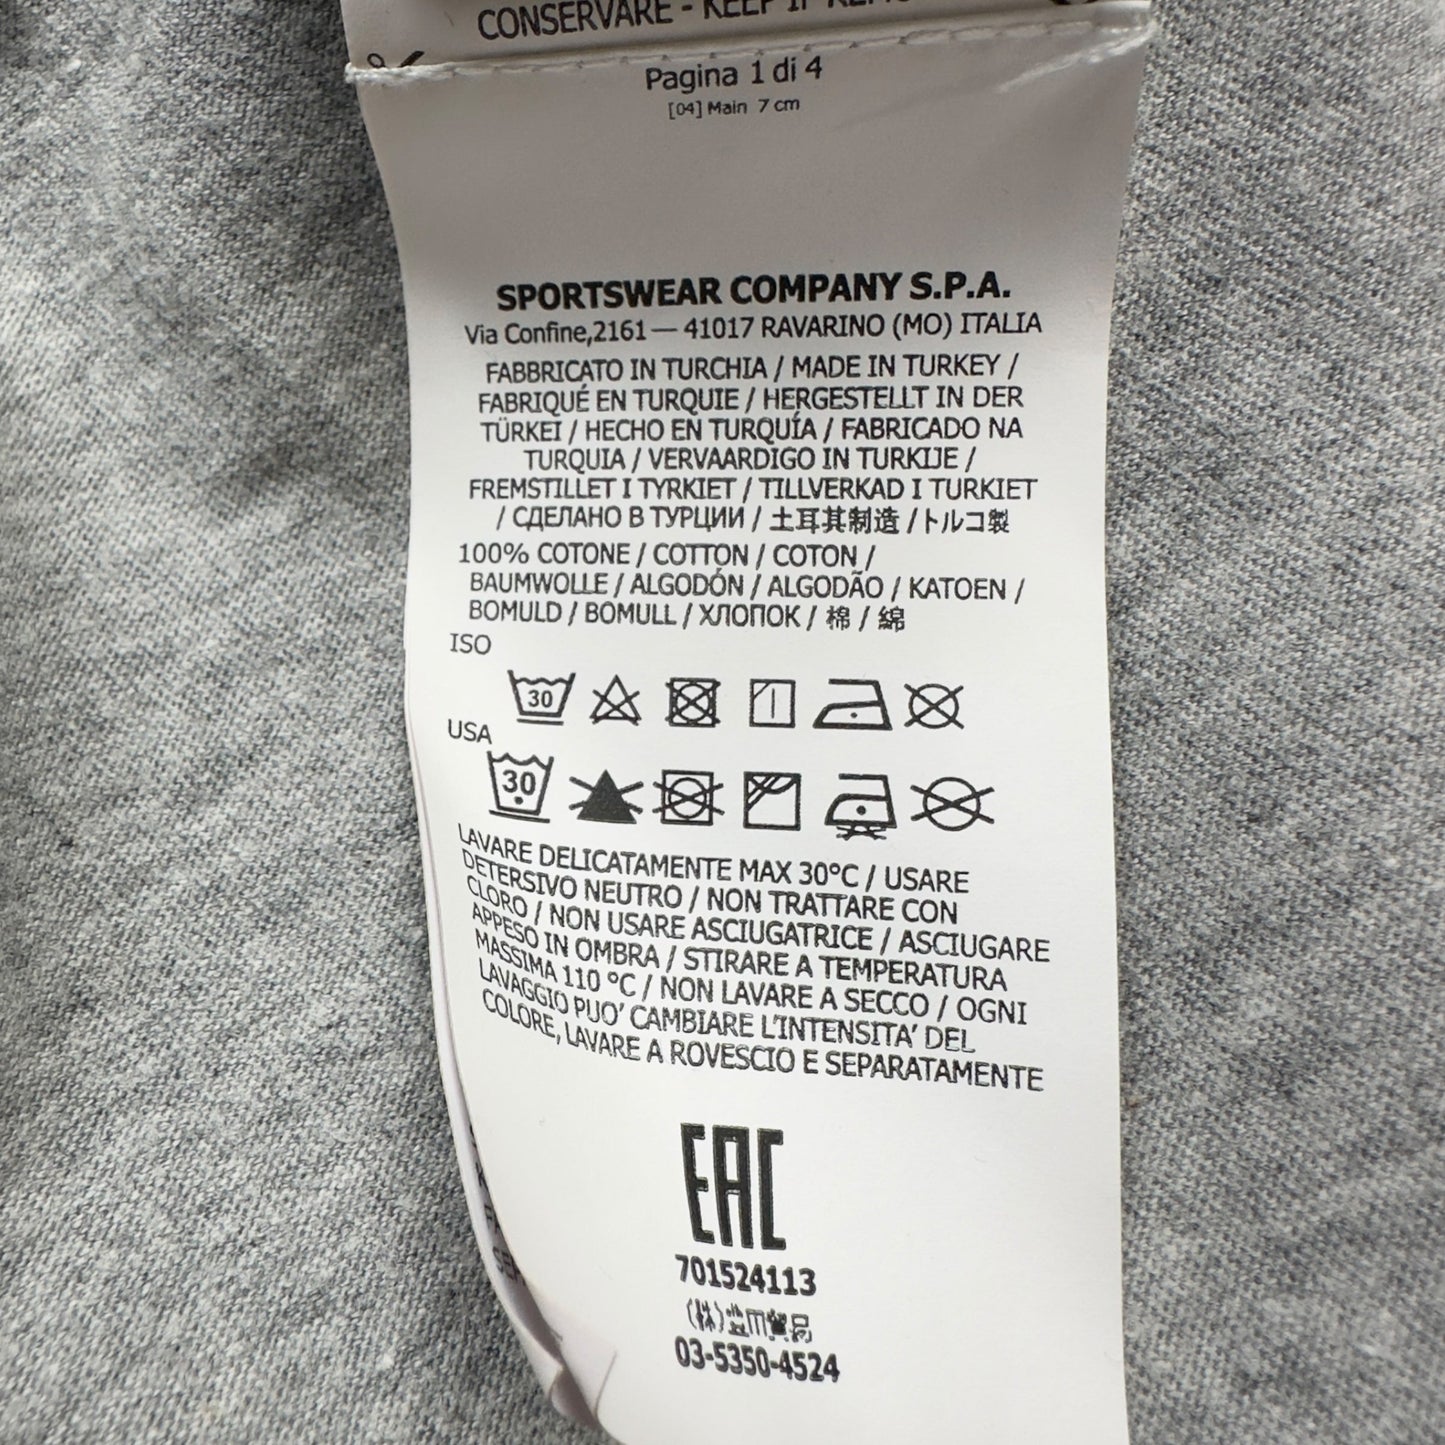 CONSERVARE - KEEP IF
Pagina 1 di 4
[04] Main 7 cm
SPORTSWEAR COMPANY S.P.A.
Via Confine,2161 — 41017 RAVARINO (MO) ITALIA
FABBRICATO IN TURCHIA / MADE IN TURKEY /
FABRIQUÉ EN TURQUIE / HERGESTELLT IN DER
TÜRKEI / HECHO EN TURQUÍA / FABRICADO NA
TURQUIA / VERVAARDIGO IN TURKIJE /
FREMSTILLET I TYRKIET / TILLVERKAD I TURKIET
/ СДЕЛАНО В ТУРЦИИ / 土耳其制造 / トルコ製
100% COTONE / COTTON / COTON /
BAUMWOLLE / ALGODÓN / ALGODÃO / KATOEN /
BOMULD / BOMULL / ХЛОПОК / 棉 / 綿
ISO
30
USA
30
LAVARE DELICATAMENTE MAX 30°C / USARE
DETERSIVO NEUTRO / NON TRATTARE CON
CLORO / NON USARE ASCIUGATRICE / ASCIUGARE
APPESO IN OMBRA / STIRARE A TEMPERATURA
MASSIMA 110 °C / NON LAVARE A SECCO / OGNI
LAVAGGIO PUO' CAMBIARE L'INTENSITA' DEL
COLORE, LAVARE A ROVESCIO E SEPARATAMENTE
EAC
701524113
03-5350-4524